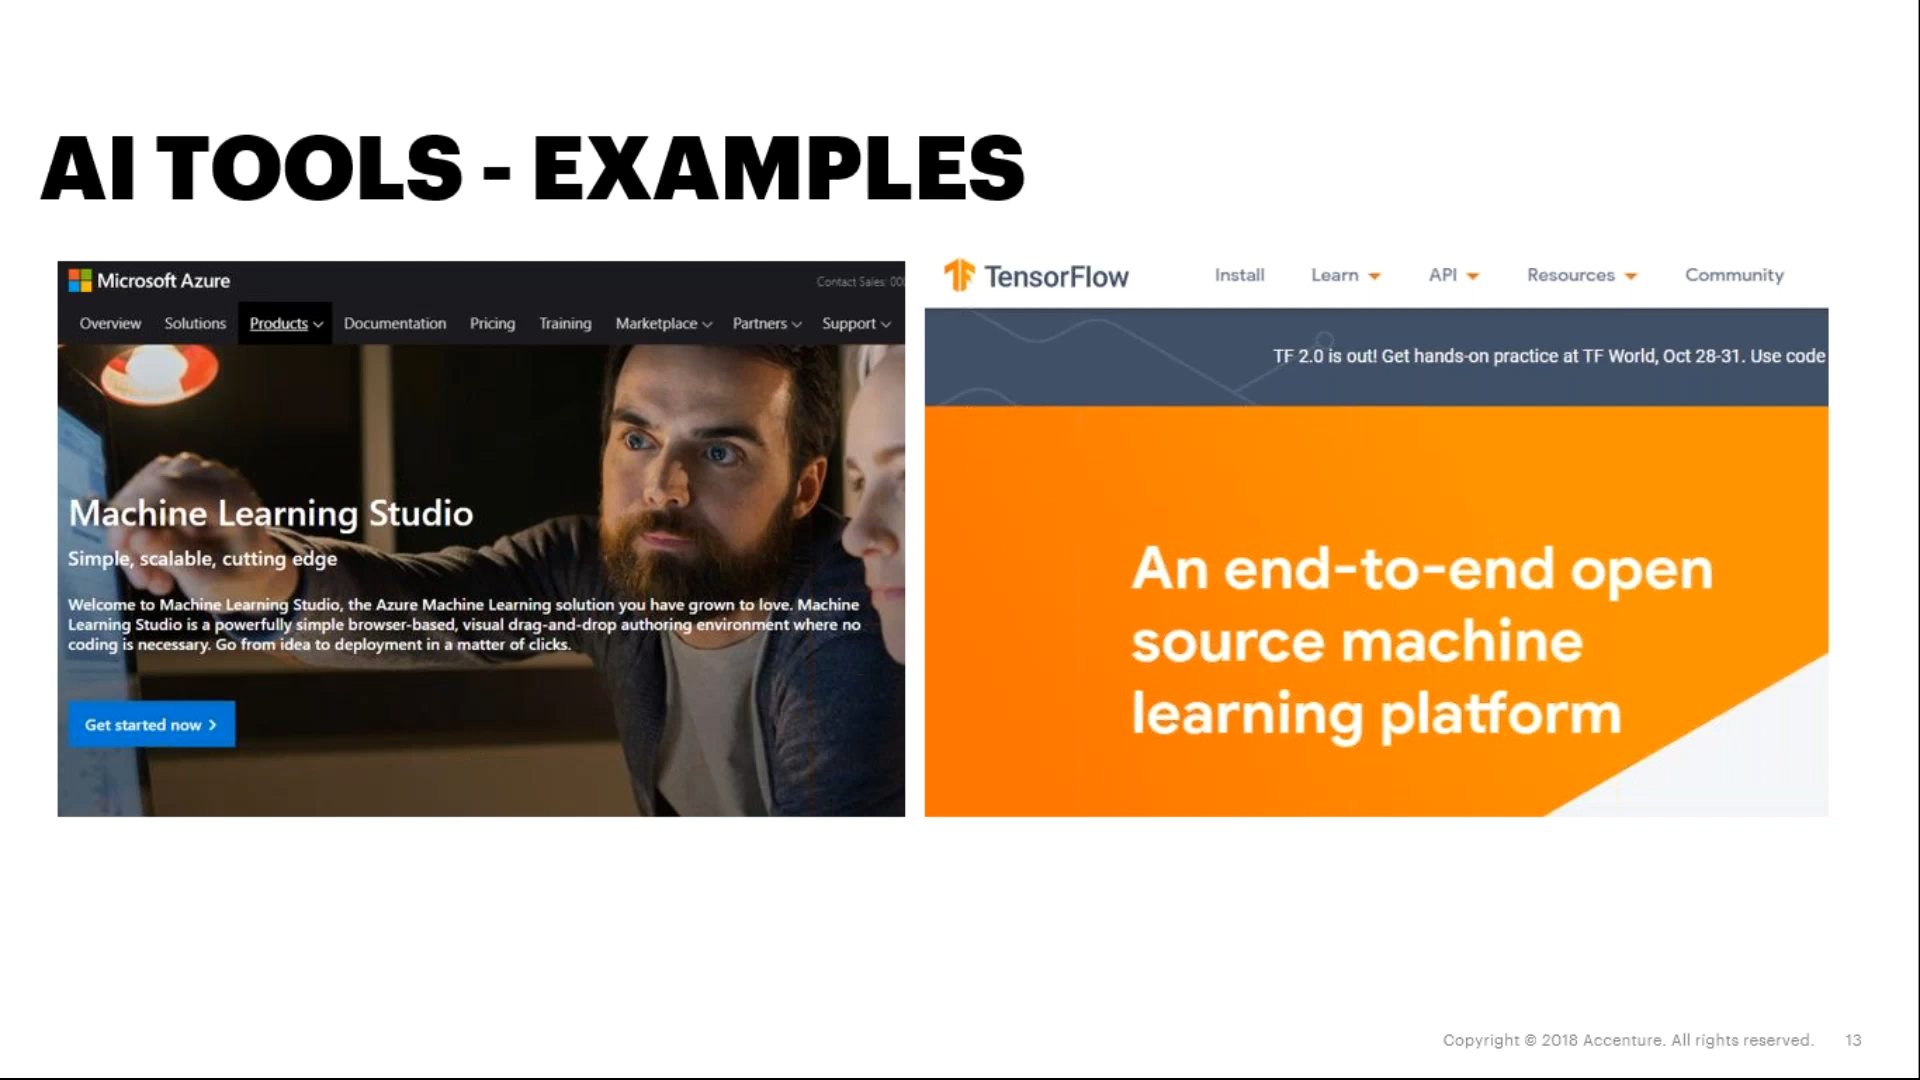 AI TOOLS - EXAMPLES
Microsoft Azure
Contact Sales: 00
Overview Solutions Products Documentation Pricing Training Marketplace Partners Support
Machine Learning Studio
Simple, scalable, cutting edge
Welcome to Machine Learning Studio, the Azure Machine Learning solution you have grown to love. Machine
Learning Studio is a powerfully simple browser-based, visual drag-and-drop authoring environment where no
coding is necessary. Go from idea to deployment in a matter of clicks.
Get started now
TensorFlow Install Learn API Resources Community
TF 2.0 is out! Get hands-on practice at TF World, Oct 28-31. Use code
An end-to-end open
source machine
learning platform
Copyright © 2018 Accenture. All rights reserved. 13